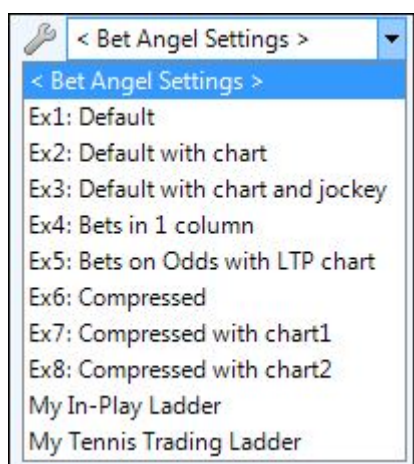 < Bet Angel Settings >
< Bet Angel Settings >
Ex1: Default
Ex2: Default with chart
Ex3: Default with chart and jockey
Ex4: Bets in 1 column
Ex5: Bets on Odds with LTP chart
Ex6: Compressed
Ex7: Compressed with chart1
Ex8: Compressed with chart2
My In-Play Ladder
My Tennis Trading Ladder